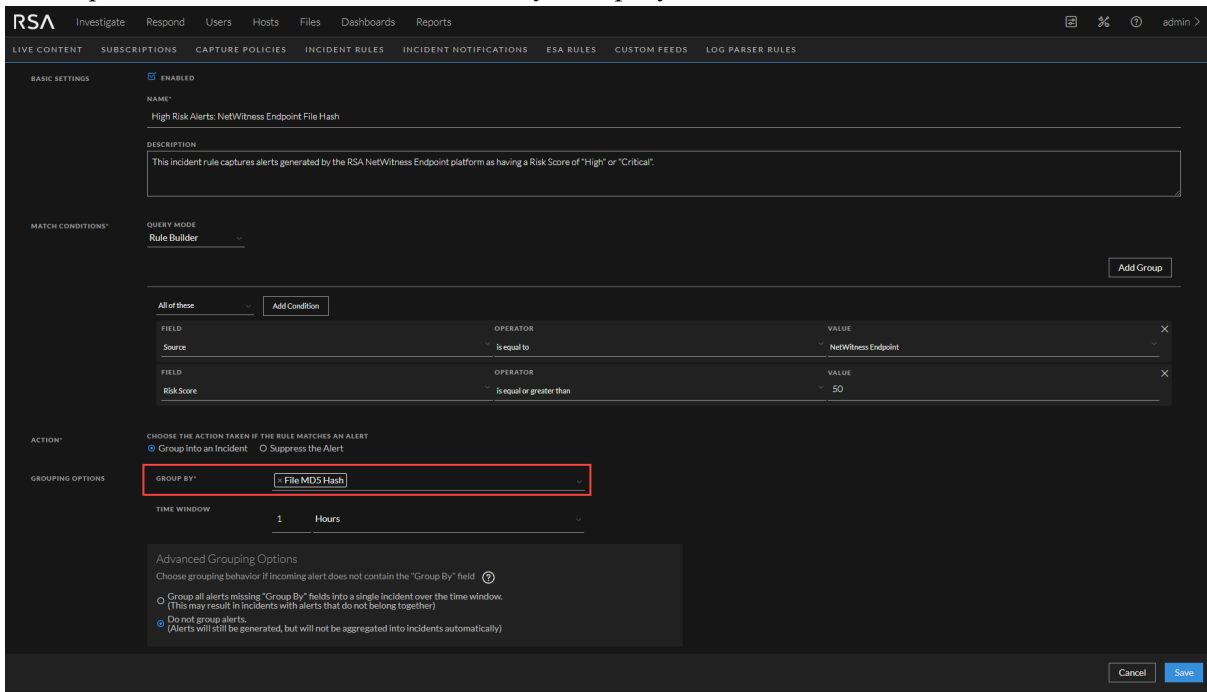 RSA Investigate Respond Users Hosts Files Dashboards Reports admin >
LIVE CONTENT SUBSCRIPTIONS CAPTURE POLICIES INCIDENT RULES INCIDENT NOTIFICATIONS ESA RULES CUSTOM FEEDS LOG PARSER RULES
BASIC SETTINGS ENABLED
NAME*
High Risk Alerts: NetWitness Endpoint File Hash
DESCRIPTION
This incident rule captures alerts generated by the RSA NetWitness Endpoint platform as having a Risk Score of "High" or "Critical".
MATCH CONDITIONS* QUERY MODE
Rule Builder
Add Group
All of these Add Condition
FIELD OPERATOR VALUE
Source is equal to NetWitness Endpoint
FIELD OPERATOR VALUE
Risk Score is equal or greater than 50
ACTION* CHOOSE THE ACTION TAKEN IF THE RULE MATCHES AN ALERT
Group into an Incident Suppress the Alert
GROUPING OPTIONS GROUP BY* × File MD5 Hash
TIME WINDOW
1 Hours
Advanced Grouping Options
Choose grouping behavior if incoming alert does not contain the "Group By" field ?
Group all alerts missing "Group By" fields into a single incident over the time window.
(This may result in incidents with alerts that do not belong together)
Do not group alerts.
(Alerts will still be generated, but will not be aggregated into incidents automatically)
Cancel Save